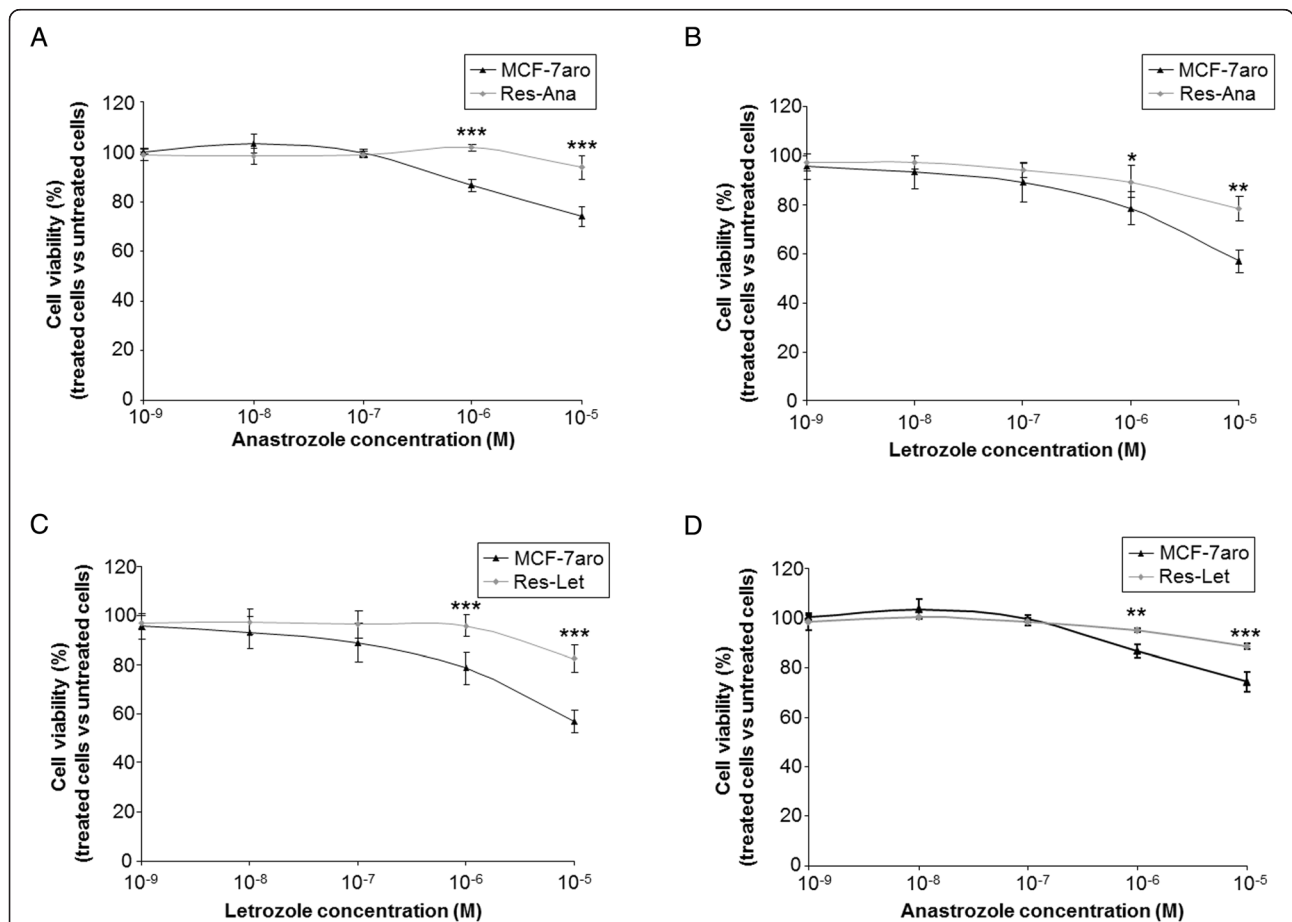 A
MCF-7aro
Res-Ana
Cell viability (%)
(treated cells vs untreated cells)
120
100
80
60
40
20
0
***
***
10-9
10-8
10-7
10-6
10-5
Anastrozole concentration (M)
B
MCF-7aro
Res-Ana
Cell viability (%)
(treated cells vs untreated cells)
120
100
80
60
40
20
0
*
**
10-9
10-8
10-7
10-6
10-5
Letrozole concentration (M)
C
MCF-7aro
Res-Let
Cell viability (%)
(treated cells vs untreated cells)
120
100
80
60
40
20
0
***
***
10-9
10-8
10-7
10-6
10-5
Letrozole concentration (M)
D
MCF-7aro
Res-Let
Cell viability (%)
(treated cells vs untreated cells)
120
100
80
60
40
20
0
**
***
10-9
10-8
10-7
10-6
10-5
Anastrozole concentration (M)